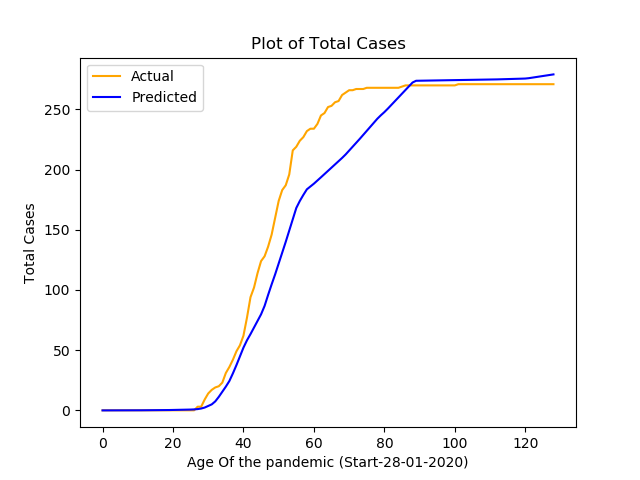 Plot of Total Cases
Actual
Predicted
250
200
150
100
50
0
Total Cases
0 20 40 60 80 100 120
Age Of the pandemic (Start-28-01-2020)